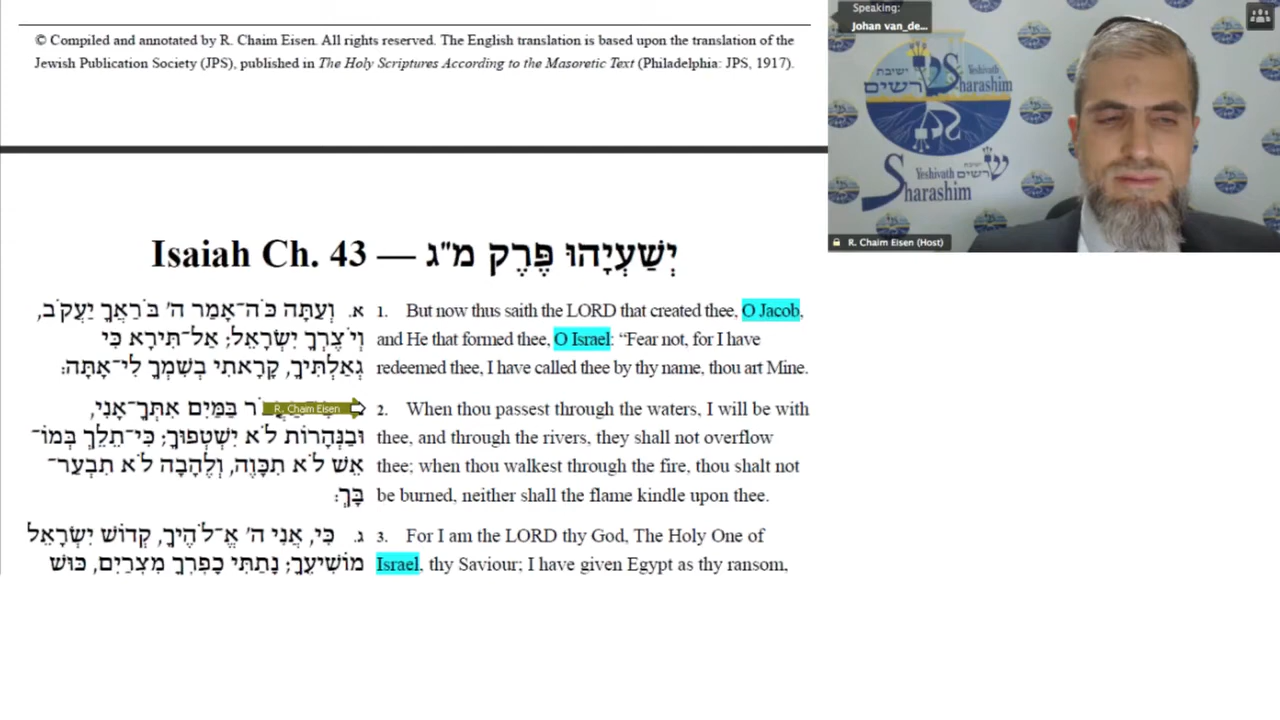 Speaking:
Johan van_de...
© Compiled and annotated by R. Chaim Eisen. All rights reserved. The English translation is based upon the translation of the
Jewish Publication Society (JPS), published in The Holy Scriptures According to the Masoretic Text (Philadelphia: JPS, 1917).
ישיבת שרשים
Yeshivath Sharashim
Yeshivath ישיבת שרשים
Sharashim
R. Chaim Eisen (Host)
Isaiah Ch. 43 — יְשַׁעְיָהוּ פֶּרֶק מ"ג
א. וְעַתָּה כֹּה־אָמַר ה' בֹּרַאֲךָ יַעֲקֹב,
וְיֹצֶרְךָ יִשְׂרָאֵל; אַל־תִּירָא כִּי
גְאַלְתִּיךָ, קָרָאתִי בְשִׁמְךָ לִי־אָתָּה:
1. But now thus saith the LORD that created thee, O Jacob,
and He that formed thee, O Israel: “Fear not, for I have
redeemed thee, I have called thee by thy name, thou art Mine.
בַּמַּיִם אִתְּךָ־אָנִי,
R. Chaim Eisen
וּבַנְּהָרוֹת לֹא יִשְׁטְפוּךָ; כִּי־תֵלֵךְ בְּמוֹ־
אֵשׁ לֹא תִכָּוֶה, וְלֶהָבָה לֹא תִבְעַר־
בָּךְ:
2. When thou passest through the waters, I will be with
thee, and through the rivers, they shall not overflow
thee; when thou walkest through the fire, thou shalt not
be burned, neither shall the flame kindle upon thee.
ג. כִּי, אֲנִי ה' אֱ־לֹהֶיךָ, קְדוֹשׁ יִשְׂרָאֵל
מוֹשִׁיעֶךָ; נָתַתִּי כָפְרְךָ מִצְרַיִם, כּוּשׁ
3. For I am the LORD thy God, The Holy One of
Israel, thy Saviour; I have given Egypt as thy ransom,